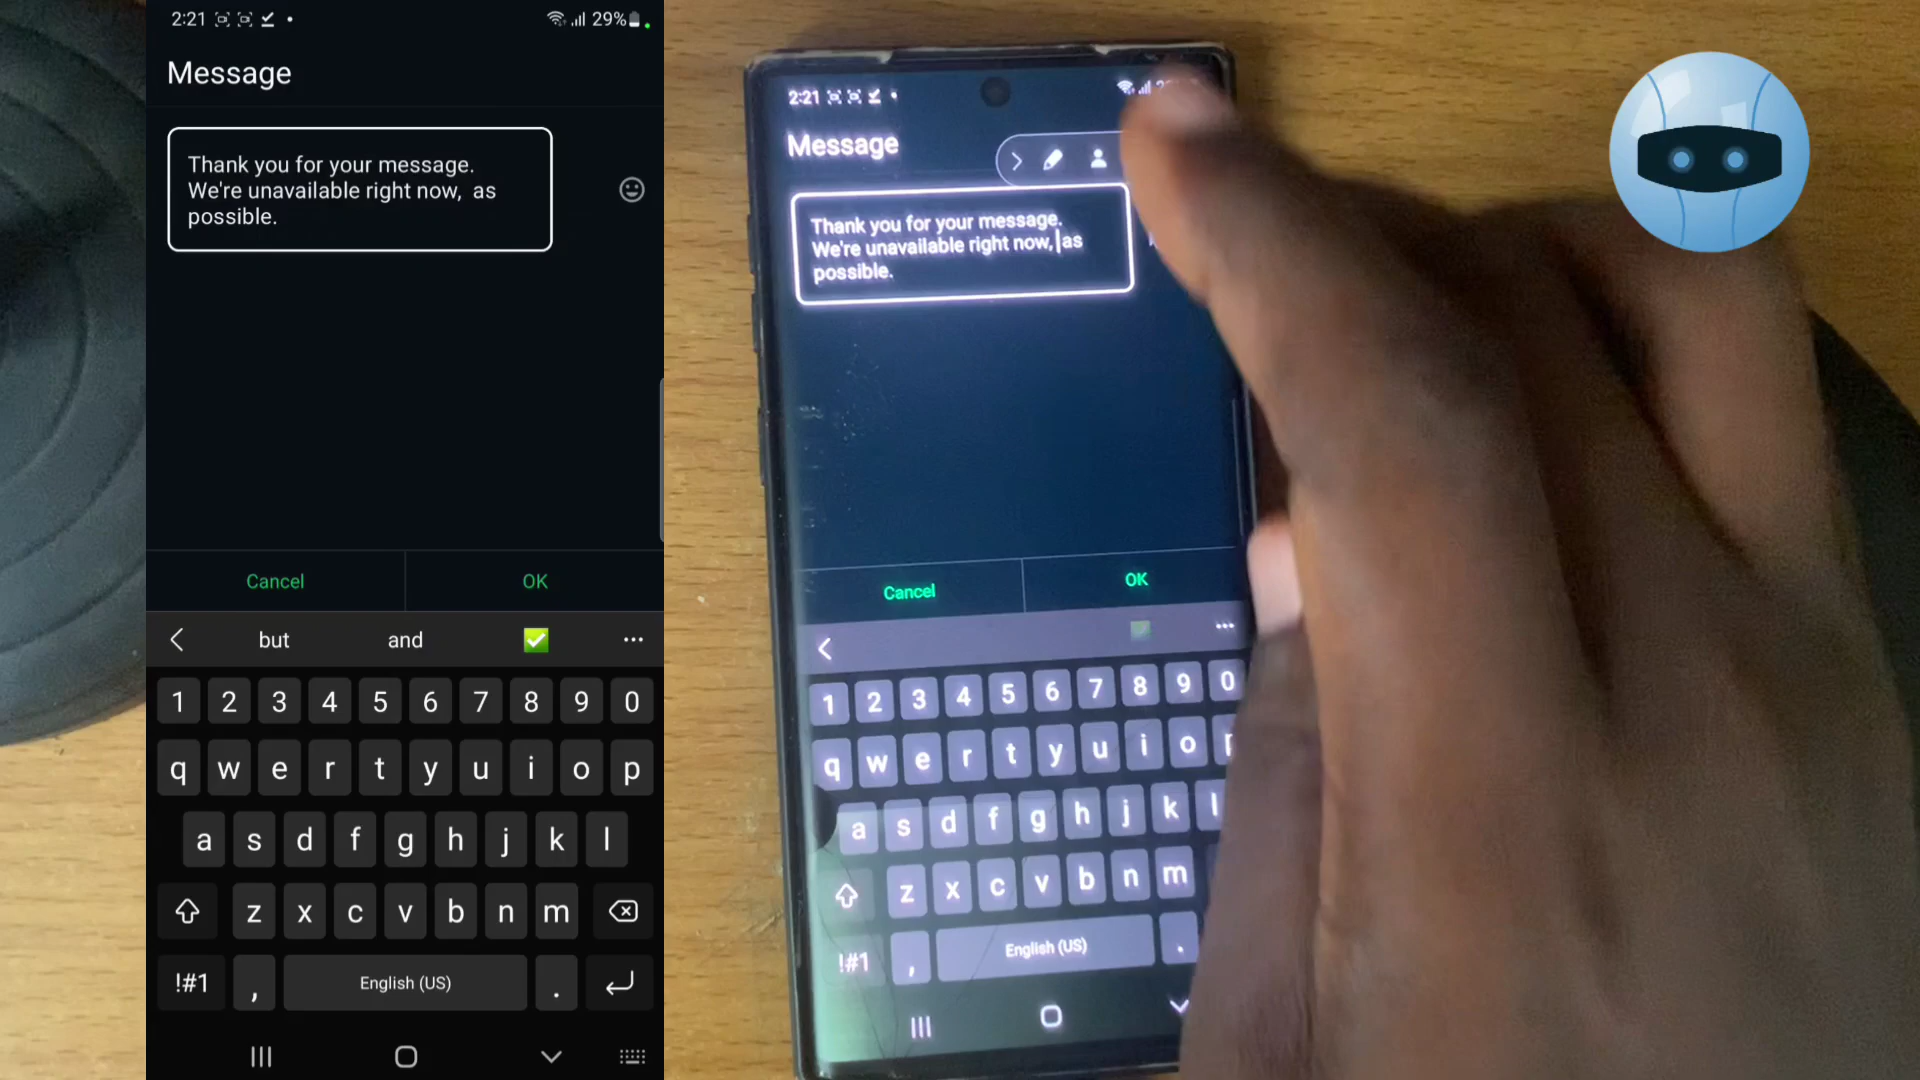 2:21
29%
Message
Thank you for your message.
We're unavailable right now,  as
possible.
Cancel
OK
but
and
1 2 3 4 5 6 7 8 9 0
q w e r t y u i o p
a s d f g h j k l
z x c v b n m
!#1
,
English (US)
.
2:21
Message
Thank you for your message.
We're unavailable right now, as
possible.
Cancel
OK
1 2 3 4 5 6 7 8 9 0
q w e r t y u i o
a s d f g h j k l
z x c v b n m
!#1
,
English (US)
.